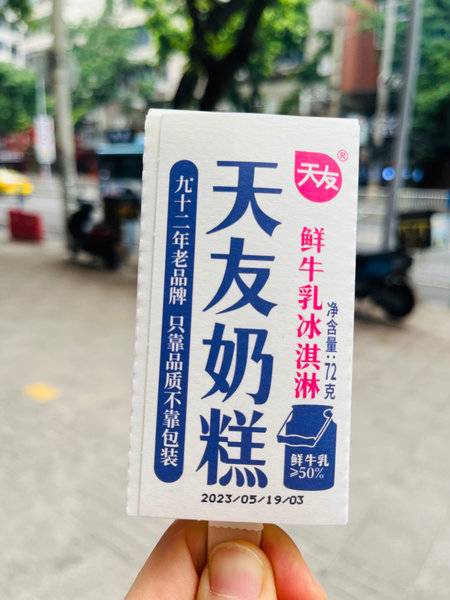 天友®
鲜牛乳冰淇淋
净含量:72克
天友奶糕
九十二年老品牌 只靠品质不靠包装
鲜牛乳
≥50%
2023/05/19/03